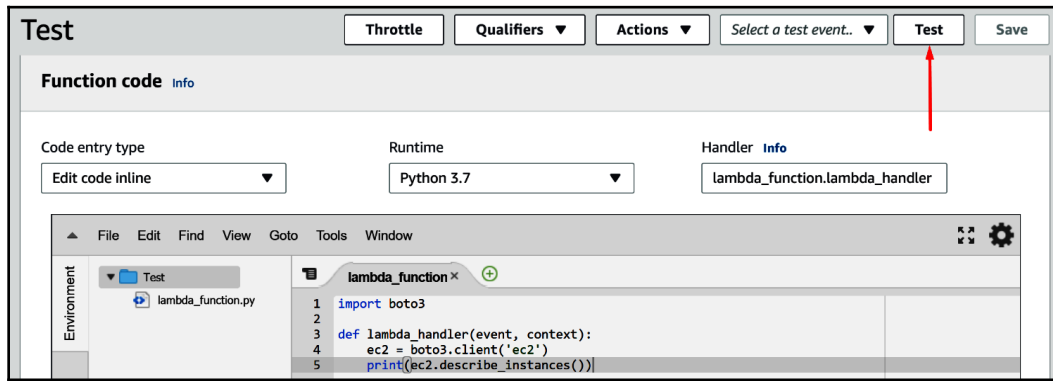 Test Throttle Qualifiers Actions Select a test event.. Test Save
Function code Info
Code entry type Runtime Handler Info
Edit code inline Python 3.7 lambda_function.lambda_handler
File Edit Find View Goto Tools Window
Environment
Test lambda_function ×
lambda_function.py
1 import boto3
2
3 def lambda_handler(event, context):
4     ec2 = boto3.client('ec2')
5     print(ec2.describe_instances())